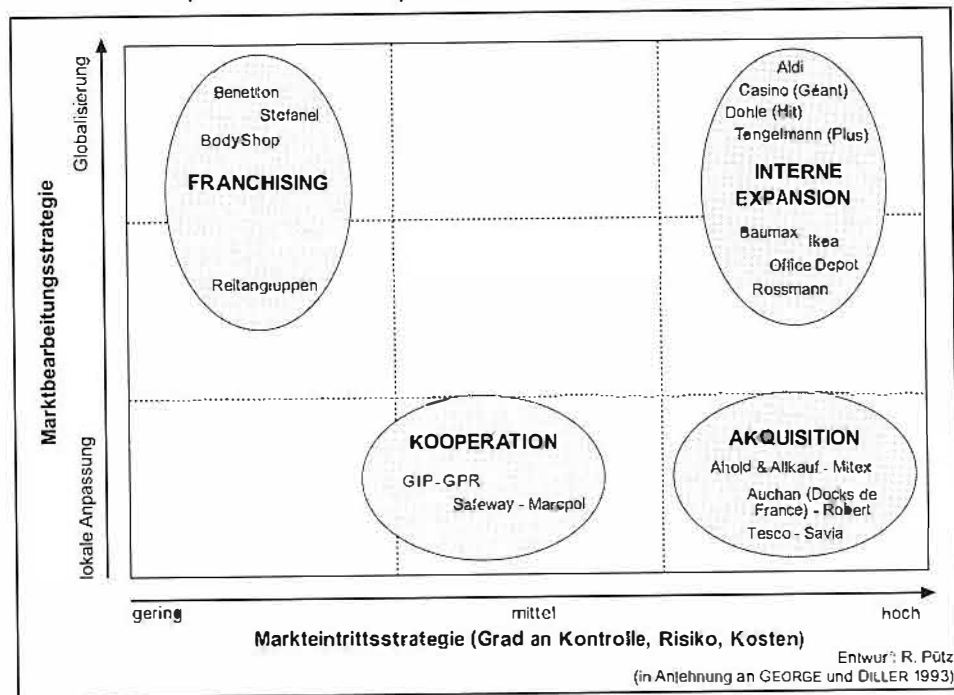 Globalisierung
Marktbearbeitungsstrategie
lokale Anpassung
Benetton
Stefanel
BodyShop
FRANCHISING
Reitangruppen
Aldi
Casino (Géant)
Dohle (Hit)
Tengelmann (Plus)
INTERNE
EXPANSION
Baumax
Ikea
Office Depot
Rossmann
KOOPERATION
GIP-GPR
Safeway - Marcpol
AKQUISITION
Ahold & Allkauf - Mitex
Auchan (Docks de
France) - Robert
Tesco - Savia
gering
mittel
hoch
Markteintrittsstrategie (Grad an Kontrolle, Risiko, Kosten)
Entwurf: R. Pütz
(in Anlehnung an GEORGE und DILLER 1993)